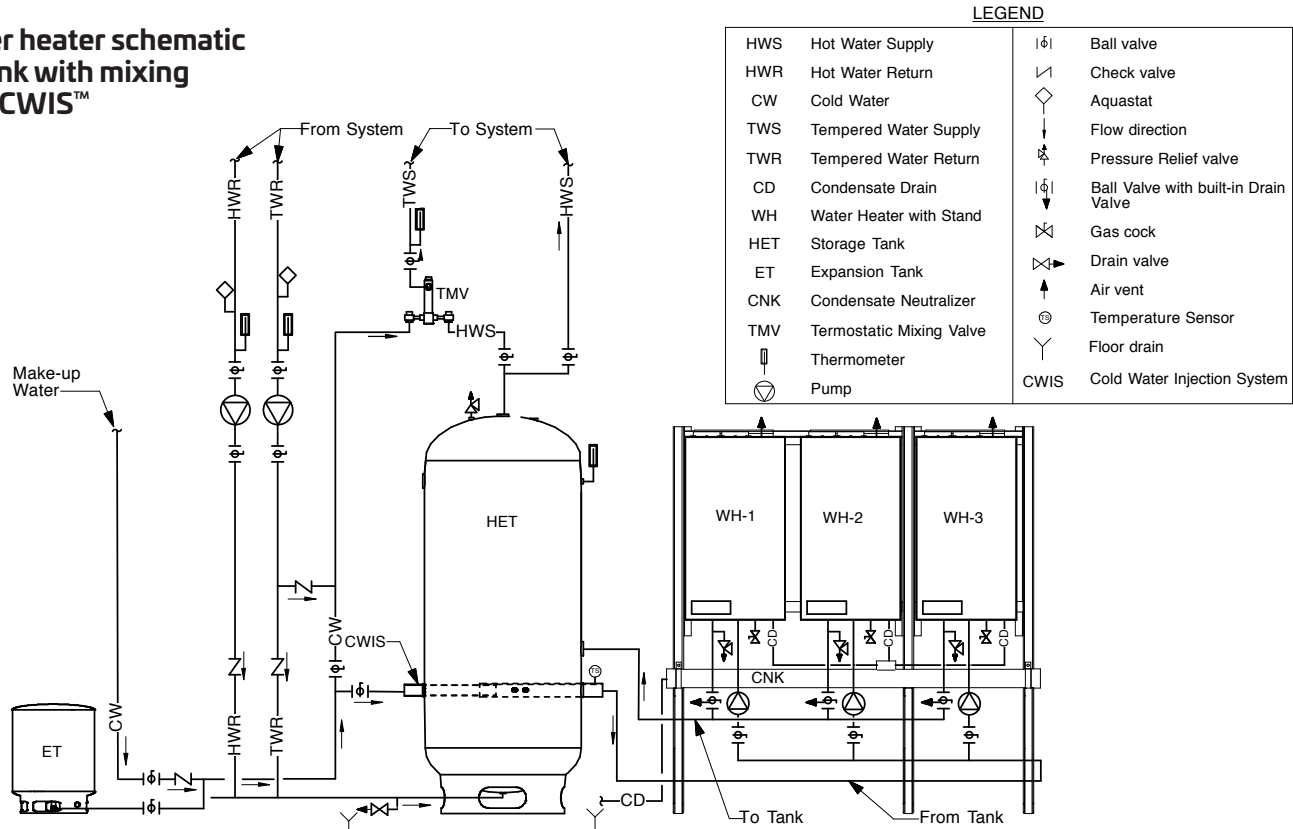 er heater schematic
nk with mixing
CWIS™
LEGEND
HWS Hot Water Supply
HWR Hot Water Return
CW Cold Water
TWS Tempered Water Supply
TWR Tempered Water Return
CD Condensate Drain
WH Water Heater with Stand
HET Storage Tank
ET Expansion Tank
CNK Condensate Neutralizer
TMV Termostatic Mixing Valve
Thermometer
Pump
Ball valve
Check valve
Aquastat
Flow direction
Pressure Relief valve
Ball Valve with built-in Drain
Valve
Gas cock
Drain valve
Air vent
TS Temperature Sensor
Floor drain
CWIS Cold Water Injection System
From System
To System
HWR
TWR
TWS
HWS
TMV
HWS
Make-up
Water
HET
WH-1
WH-2
WH-3
CW
CWIS
TS
CD
CD
CD
CNK
CW
ET
HWR
TWR
CD
To Tank
From Tank